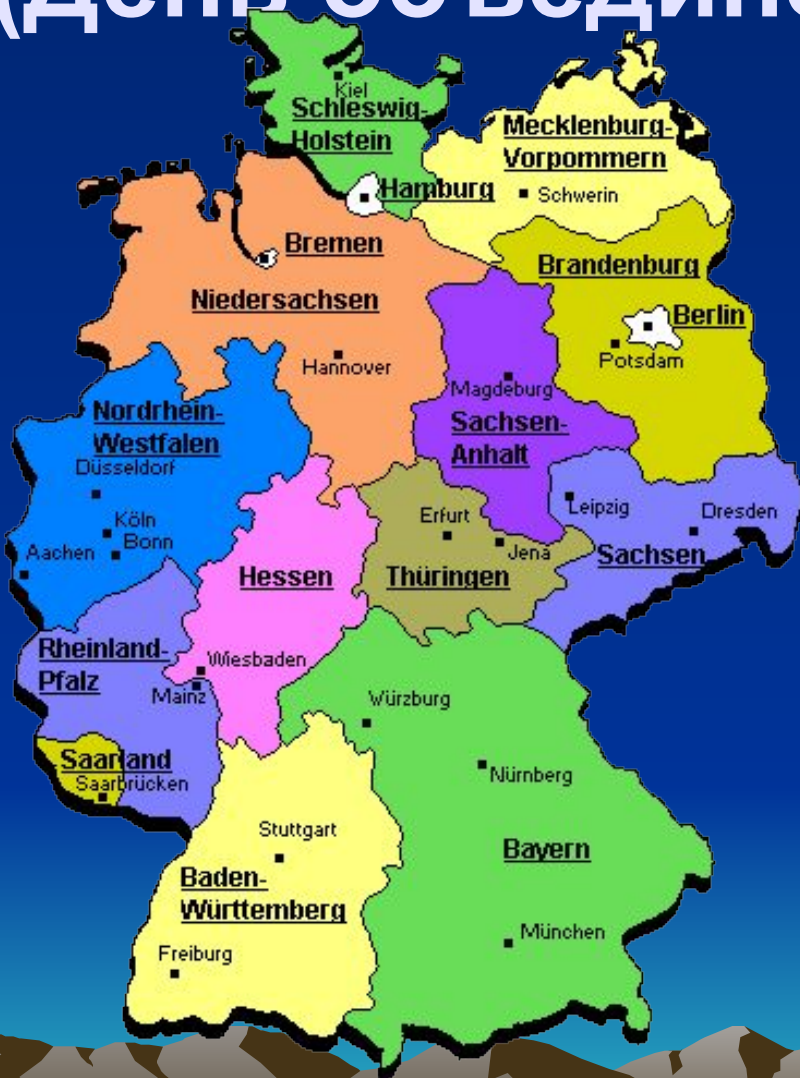 (День объедине
Kiel
Schleswig-
Holstein
Mecklenburg-
Vorpommern
Hamburg
Schwerin
Bremen
Brandenburg
Niedersachsen
Berlin
Hannover
Potsdam
Magdeburg
Nordrhein-
Westfalen
Sachsen-
Anhalt
Düsseldorf
Köln
Bonn
Aachen
Erfurt
Jena
Leipzig
Dresden
Sachsen
Hessen
Thüringen
Rheinland-
Pfalz
Wiesbaden
Mainz
Würzburg
Saarland
Saarbrücken
Nürnberg
Stuttgart
Bayern
Baden-
Württemberg
München
Freiburg